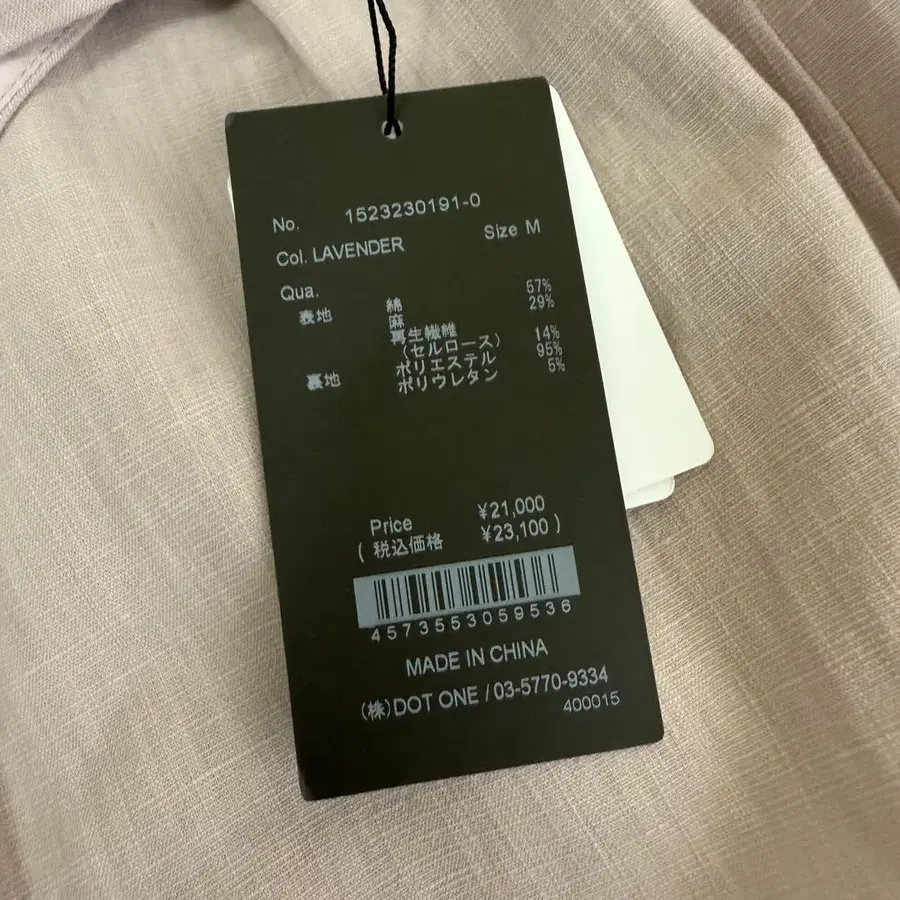 No. 1523230191-0
Col. LAVENDER Size M
Qua.
表地 綿 57%
麻 29%
再生繊維
(セルロース) 14%
裏地 ポリエステル 95%
ポリウレタン 5%
Price ¥21,000
( 税込価格 ¥23,100 )
4573553059536
MADE IN CHINA
(株)DOT ONE / 03-5770-9334
400015